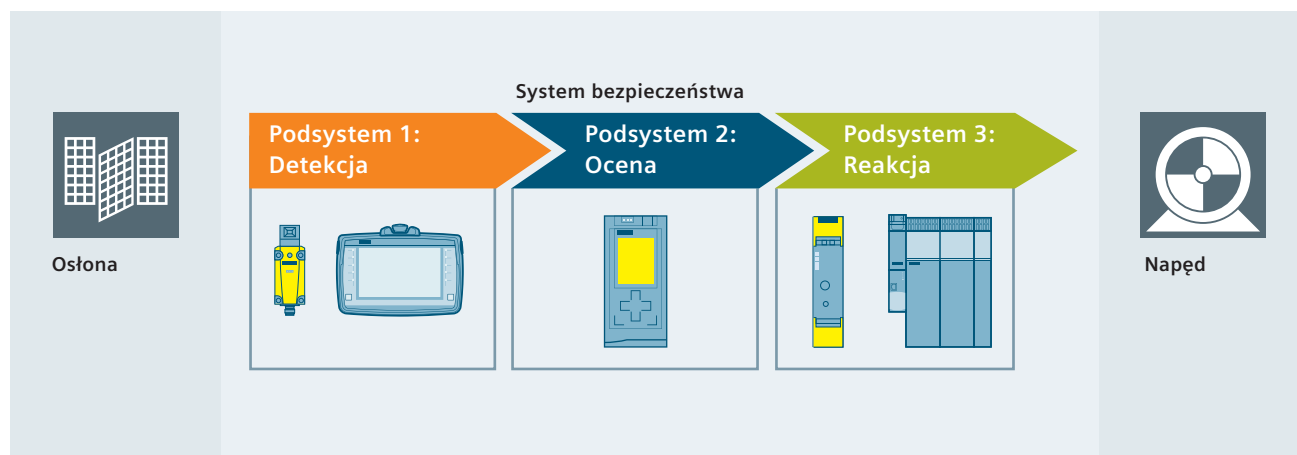 System bezpieczeństwa
Podsystem 1:
Detekcja
Podsystem 2:
Ocena
Podsystem 3:
Reakcja
Osłona
Napęd